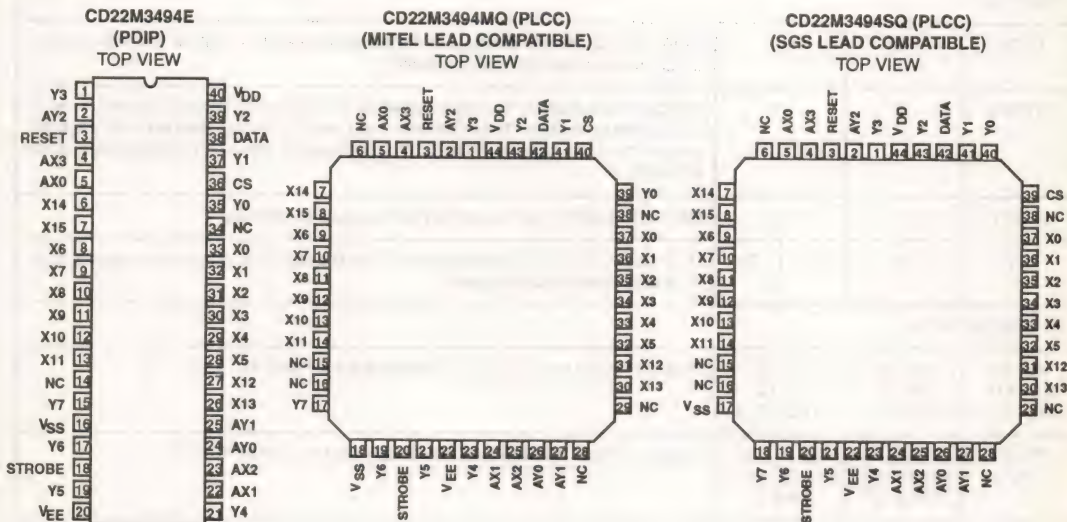 CD22M3494E
(PDIP)
TOP VIEW
Y3 1
AY2 2
RESET 3
AX3 4
AX0 5
X14 6
X15 7
X6 8
X7 9
X8 10
X9 11
X10 12
X11 13
NC 14
Y7 15
VSS 16
Y6 17
STROBE 18
Y5 19
VEE 20
40 VDD
39 Y2
38 DATA
37 Y1
36 CS
35 Y0
34 NC
33 X0
32 X1
31 X2
30 X3
29 X4
28 X5
27 X12
26 X13
25 AY1
24 AY0
23 AX2
22 AX1
21 Y4
CD22M3494MQ (PLCC)
(MITEL LEAD COMPATIBLE)
TOP VIEW
NC AX0 AX3 RESET AY2 Y3 VDD Y2 DATA Y1 CS
6 5 4 3 2 1 44 43 42 41 40
X14 7
X15 8
X6 9
X7 10
X8 11
X9 12
X10 13
X11 14
NC 15
NC 16
Y7 17
39 Y0
38 NC
37 X0
36 X1
35 X2
34 X3
33 X4
32 X5
31 X12
30 X13
29 NC
18 19 20 21 22 23 24 25 26 27 28
VSS Y6 STROBE Y5 VEE Y4 AX1 AX2 AY0 AY1 NC
CD22M3494SQ (PLCC)
(SGS LEAD COMPATIBLE)
TOP VIEW
NC AX0 AX3 RESET AY2 Y3 VDD Y2 DATA Y1 Y0
6 5 4 3 2 1 44 43 42 41 40
X14 7
X15 8
X6 9
X7 10
X8 11
X9 12
X10 13
X11 14
NC 15
NC 16
VSS 17
39 CS
38 NC
37 X0
36 X1
35 X2
34 X3
33 X4
32 X5
31 X12
30 X13
29 NC
18 19 20 21 22 23 24 25 26 27 28
Y7 Y6 STROBE Y5 VEE Y4 AX1 AX2 AY0 AY1 NC